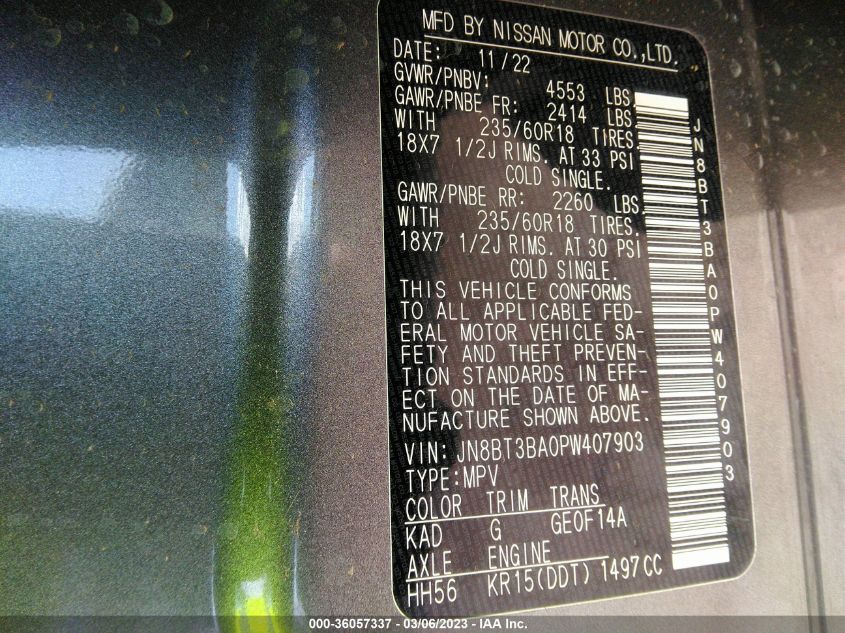 MFD BY NISSAN MOTOR CO.,LTD.
DATE: 11/22
GVWR/PNBV: 4553 LBS.
GAWR/PNBE FR: 2414 LBS.
WITH 235/60R18 TIRES.
18X7 1/2J RIMS. AT 33 PSI
COLD SINGLE.
GAWR/PNBE RR: 2260 LBS.
WITH 235/60R18 TIRES.
18X7 1/2J RIMS. AT 30 PSI
COLD SINGLE.
THIS VEHICLE CONFORMS
TO ALL APPLICABLE FED-
ERAL MOTOR VEHICLE SA-
FETY AND THEFT PREVEN-
TION STANDARDS IN EFF-
ECT ON THE DATE OF MA-
NUFACTURE SHOWN ABOVE.
VIN: JN8BT3BA0PW407903
TYPE:MPV
COLOR TRIM TRANS
KAD G GE0F14A
AXLE ENGINE
HH56 KR15(DDT) 1497CC
JN8BT3BA0PW407903
000-36057337 - 03/06/2023 - IAA Inc.